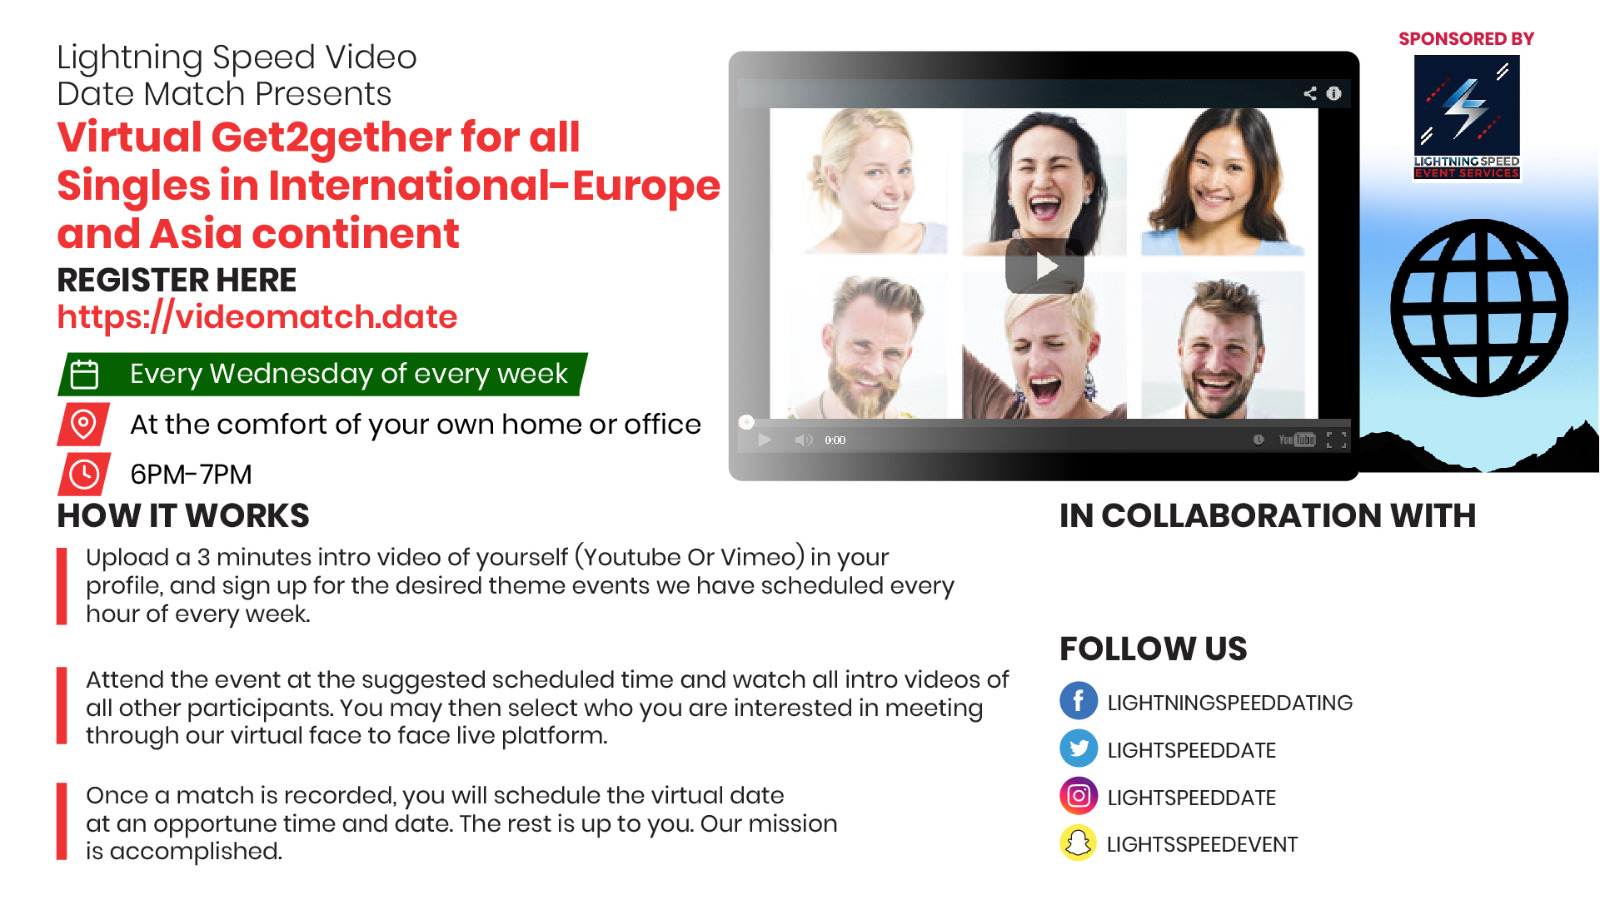 Lightning Speed Video
Date Match Presents
Virtual Get2gether for all
Singles in International-Europe
and Asia continent
REGISTER HERE
https://videomatch.date
Every Wednesday of every week
At the comfort of your own home or office
6PM-7PM
0:00
YouTube
SPONSORED BY
LIGHTNING SPEED
EVENT SERVICES
HOW IT WORKS
Upload a 3 minutes intro video of yourself (Youtube Or Vimeo) in your
profile, and sign up for the desired theme events we have scheduled every
hour of every week.
Attend the event at the suggested scheduled time and watch all intro videos of
all other participants. You may then select who you are interested in meeting
through our virtual face to face live platform.
Once a match is recorded, you will schedule the virtual date
at an opportune time and date. The rest is up to you. Our mission
is accomplished.
IN COLLABORATION WITH
FOLLOW US
LIGHTNINGSPEEDDATING
LIGHTSPEEDDATE
LIGHTSPEEDDATE
LIGHTSSPEEDEVENT